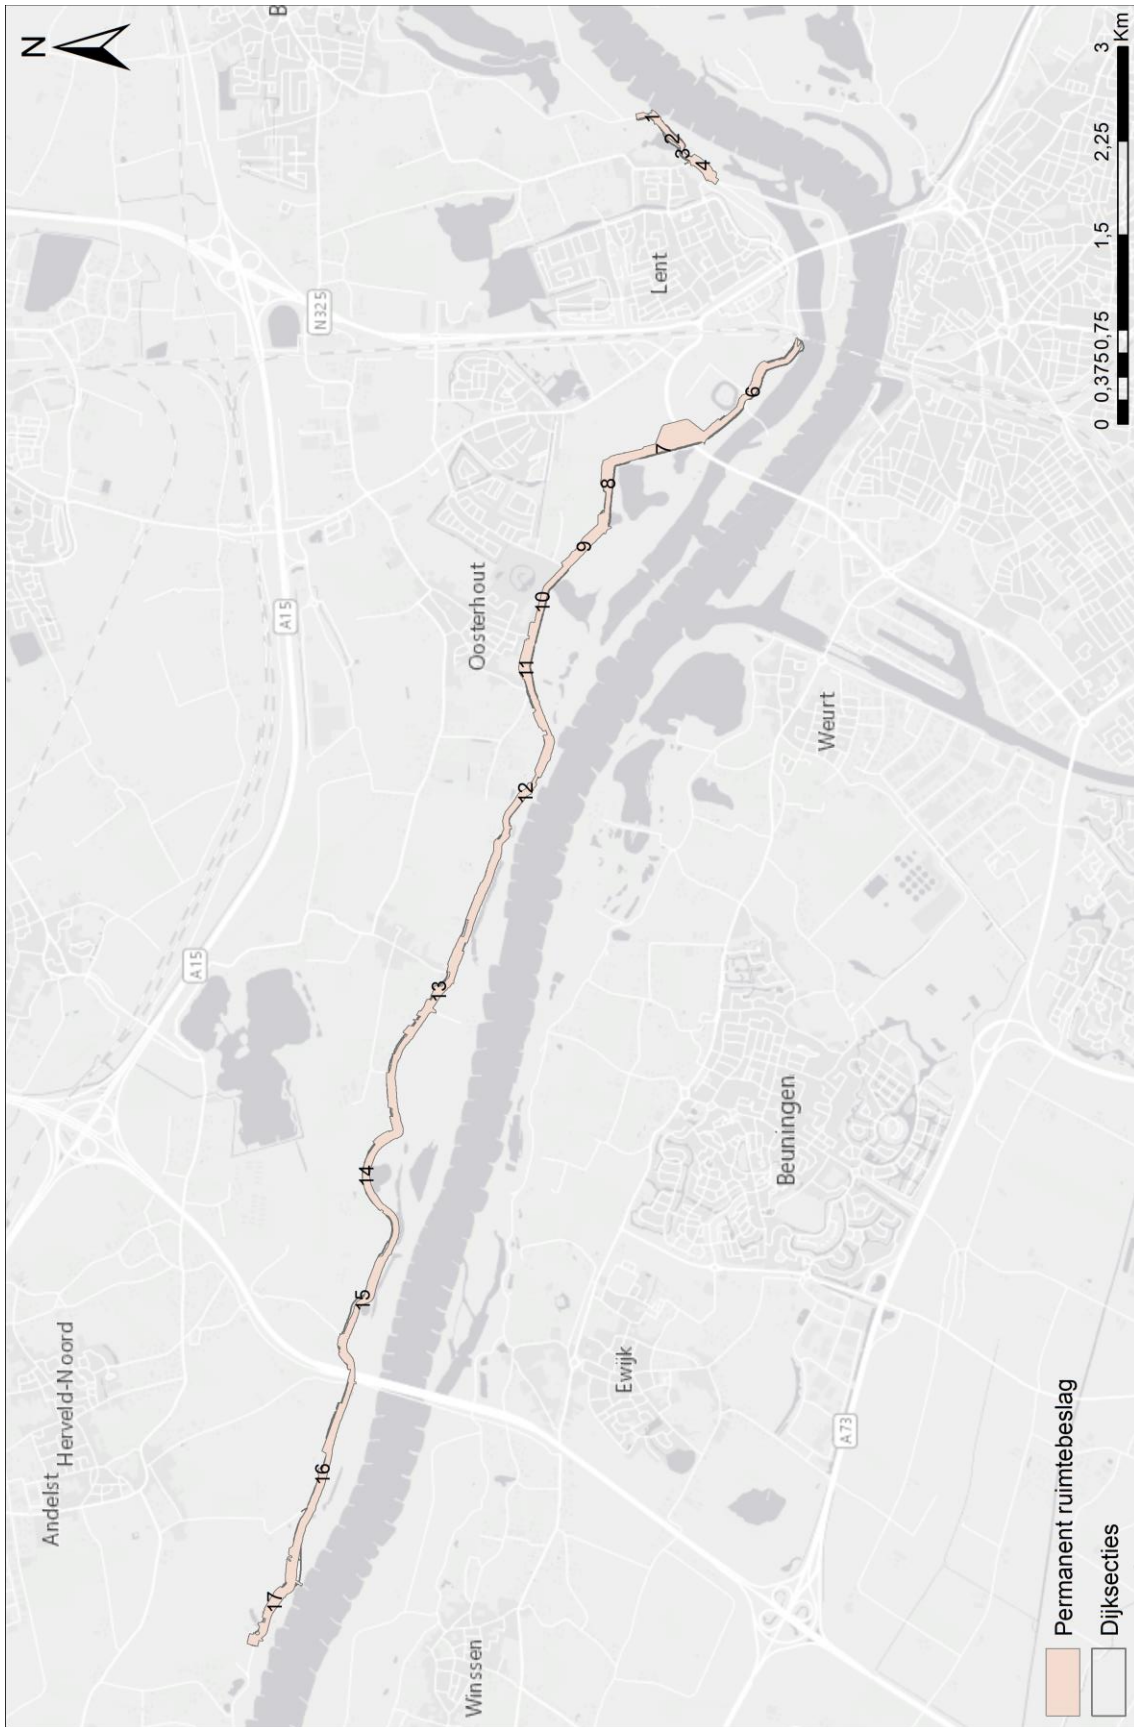 N
B
Andelst
Herveld-Noord
A15
A15
N325
Oosterhout
Lent
Winssen
Ewijk
Beuningen
Weurt
A73
1
2
3
4
6
7
8
9
10
11
12
13
14
15
16
17
Permanent ruimtebeslag
Dijksecties
0 0,375 0,75 1,5 2,25 3
Km